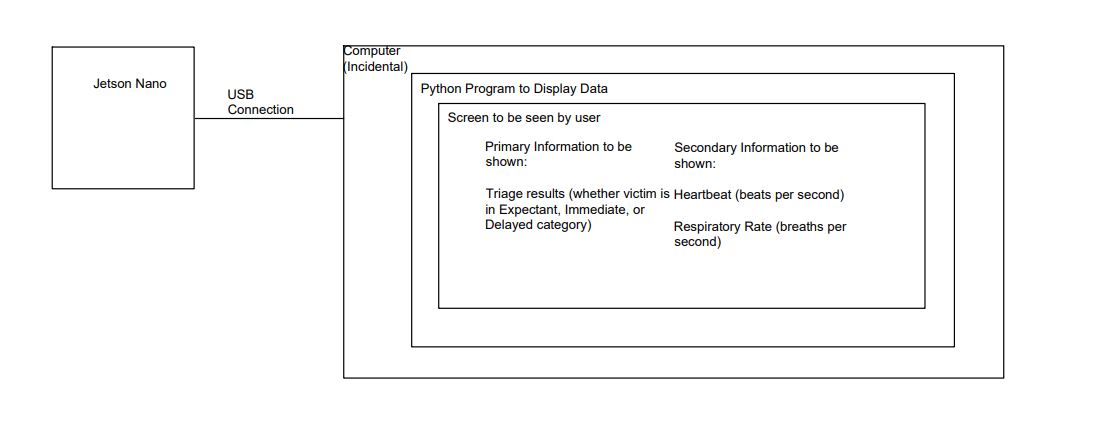 Jetson Nano
USB
Connection
Computer
(Incidental)
Python Program to Display Data
Screen to be seen by user
Primary Information to be
shown:
Triage results (whether victim is
in Expectant, Immediate, or
Delayed category)
Secondary Information to be
shown:
Heartbeat (beats per second)
Respiratory Rate (breaths per
second)